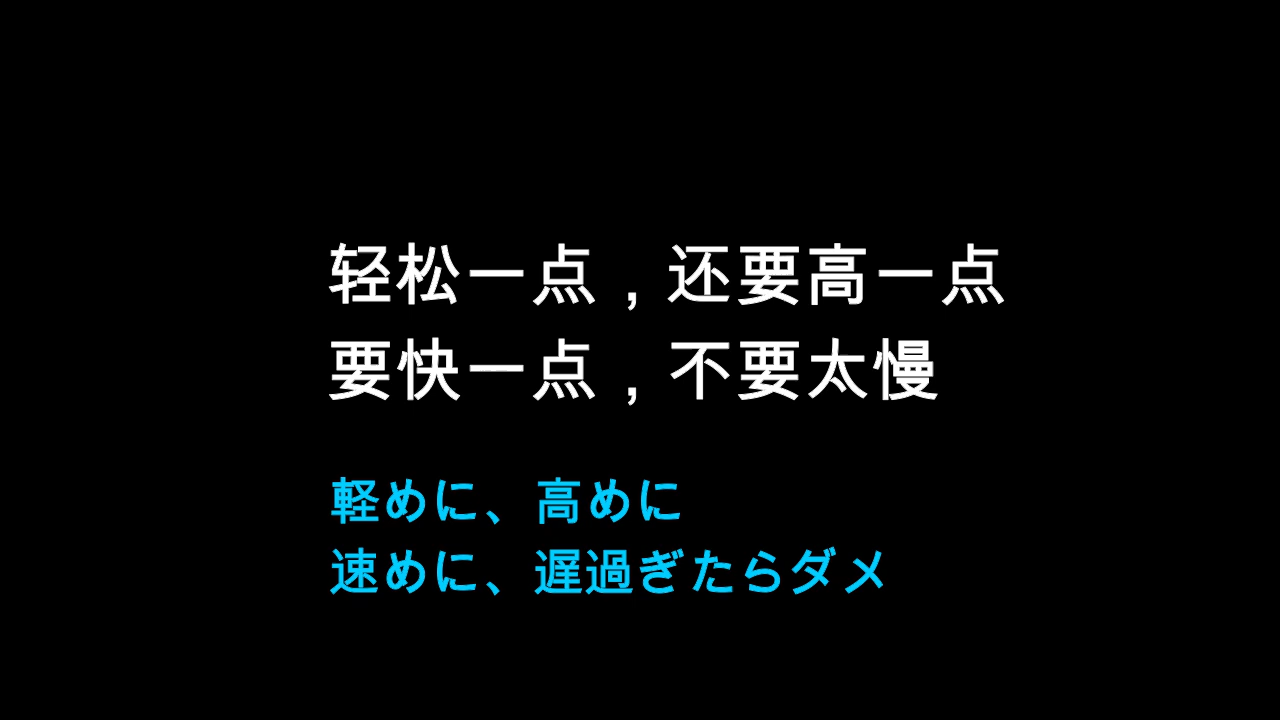 轻松一点，还要高一点
要快一点，不要太慢
軽めに、高めに
速めに、遅過ぎたらダメ